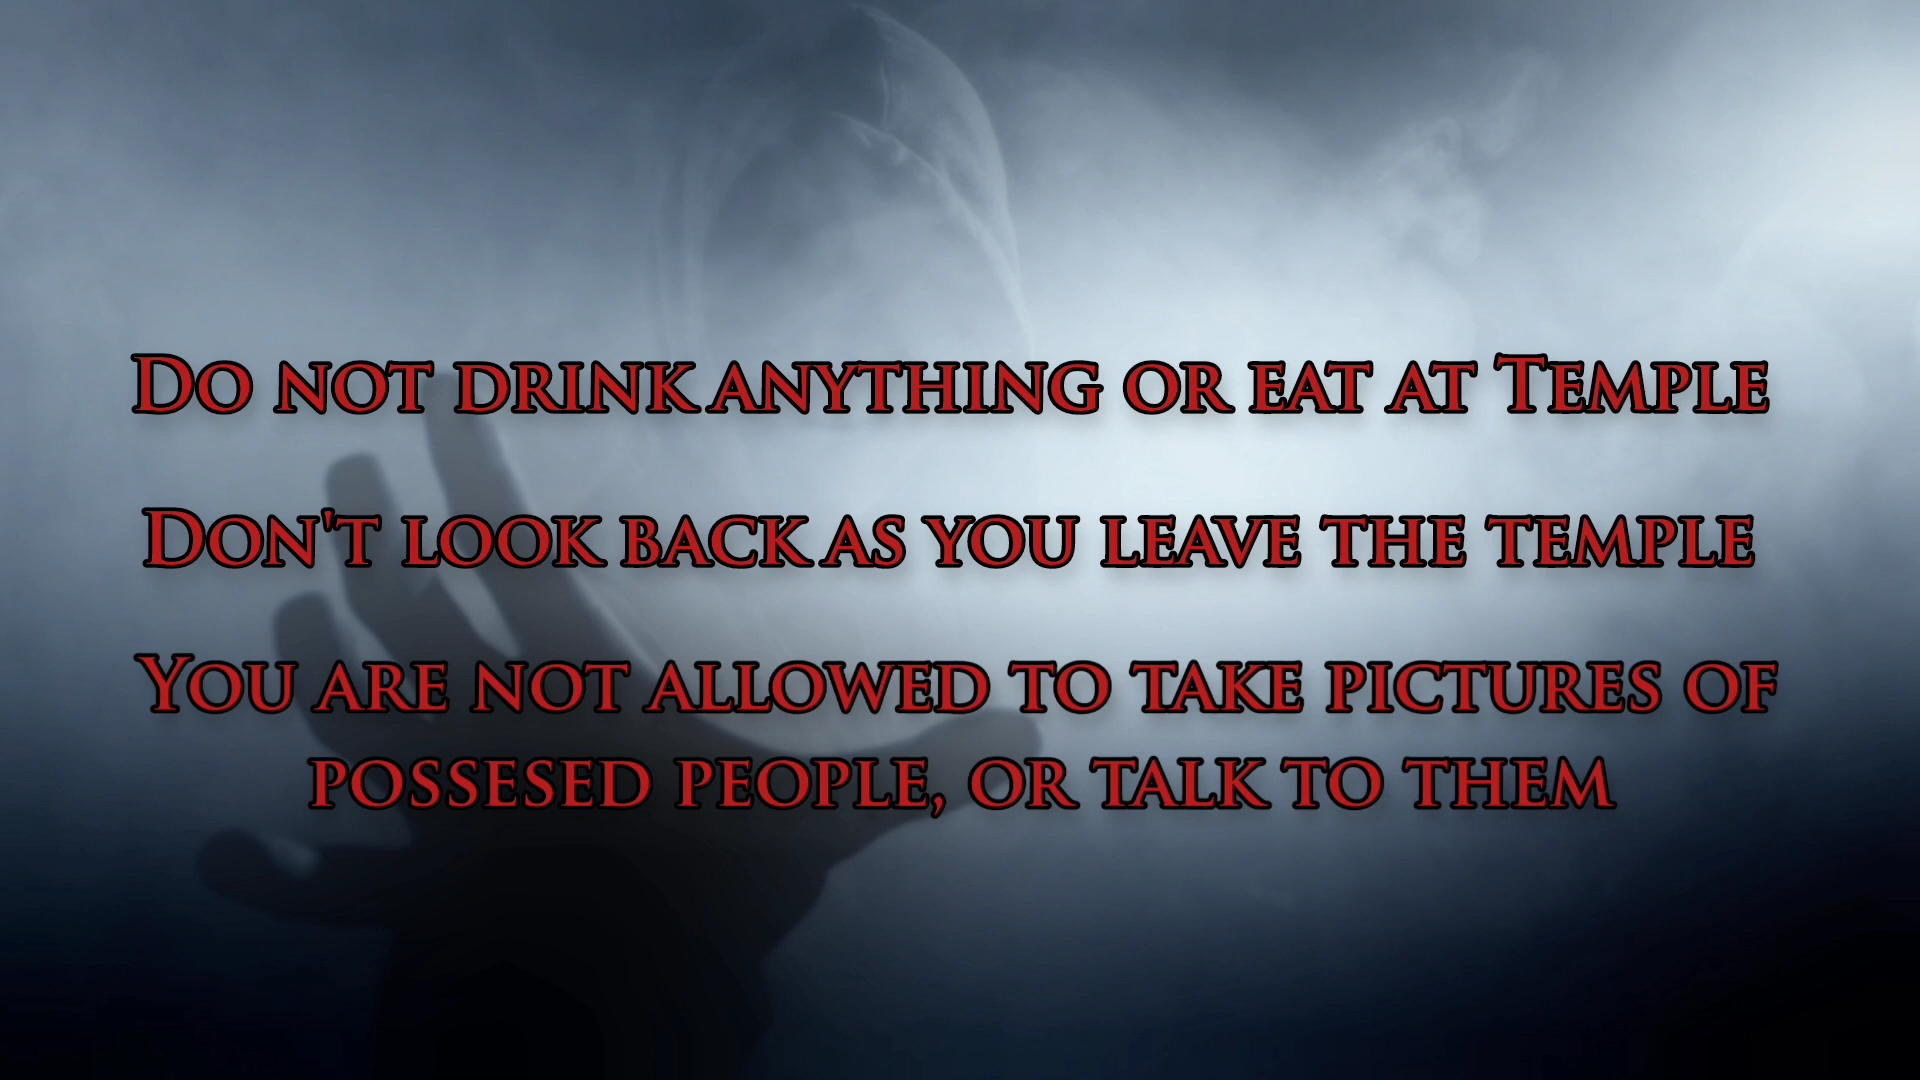 Do not drink anything or eat at Temple
Don't look back as you leave the temple
You are not allowed to take pictures of
possesed people, or talk to them